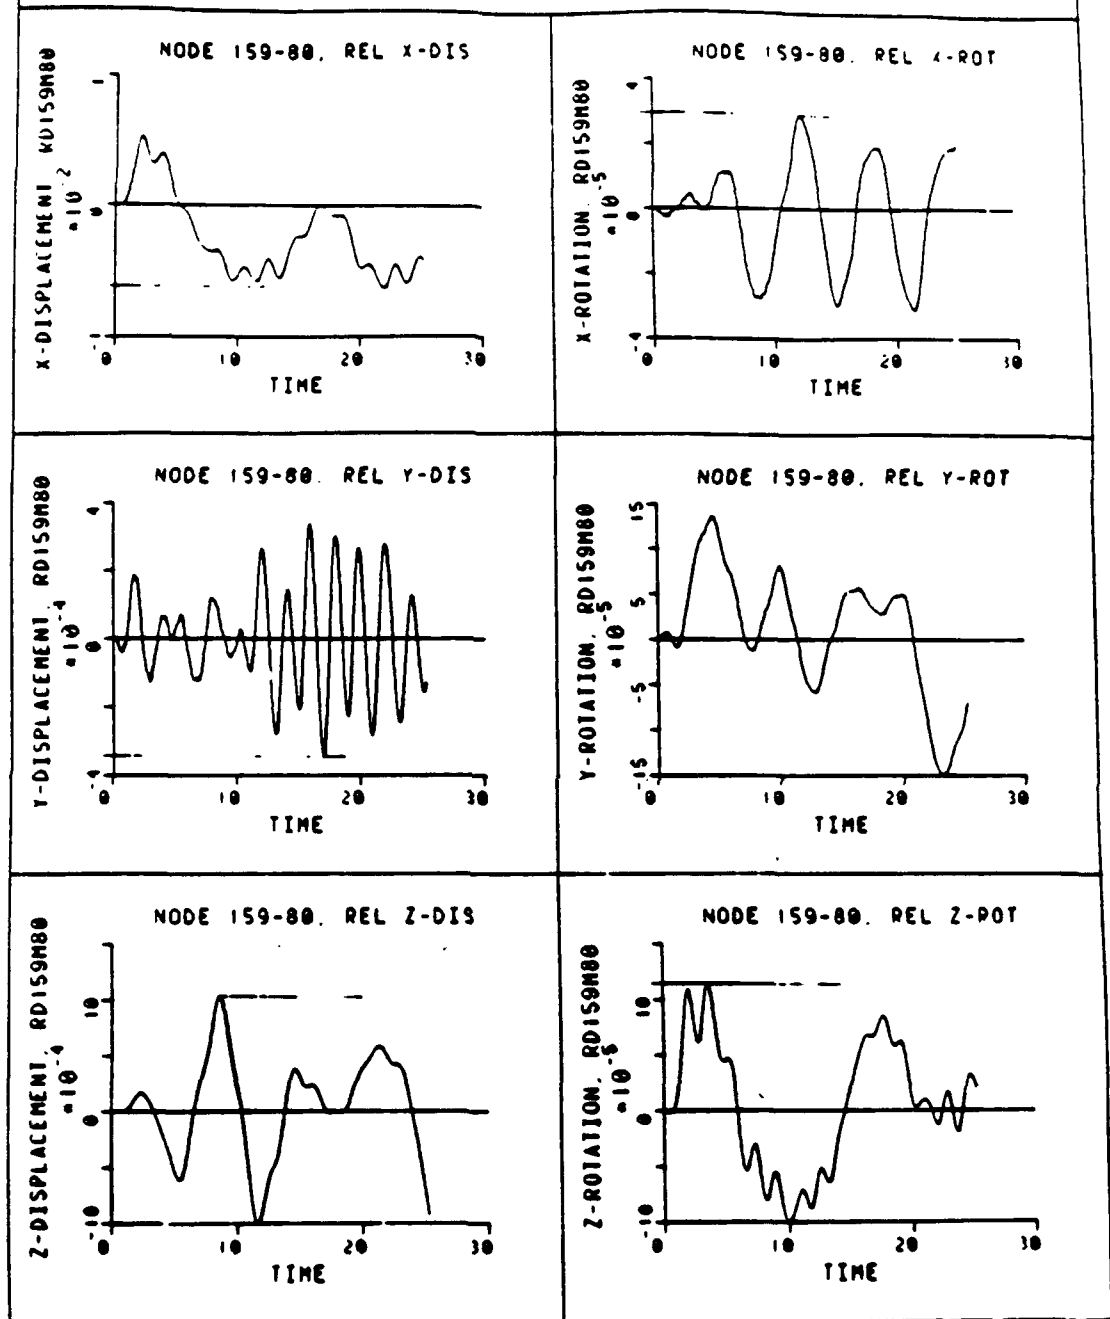 NODE 159-80, REL X-DIS
X-DISPLACEMENT RD159M80
*10^-2
1
0
-1
0 10 20 30
TIME
NODE 159-80. REL X-ROT
X-ROTATION. RD159M80
*10^-5
4
0
-4
0 10 20 30
TIME
NODE 159-80. REL Y-DIS
Y-DISPLACEMENT, RD159M80
*10^-4
4
0
-4
0 10 20 30
TIME
NODE 159-80, REL Y-ROT
Y-ROTATION, RD159M80
*10^-5
15
5
-5
-15
0 10 20 30
TIME
NODE 159-80, REL Z-DIS
Z-DISPLACEMENT, RD159M80
*10^-4
10
0
-10
0 10 20 30
TIME
NODE 159-80. REL Z-ROT
Z-ROTATION, RD159M80
*10^-5
10
0
-10
0 10 20 30
TIME